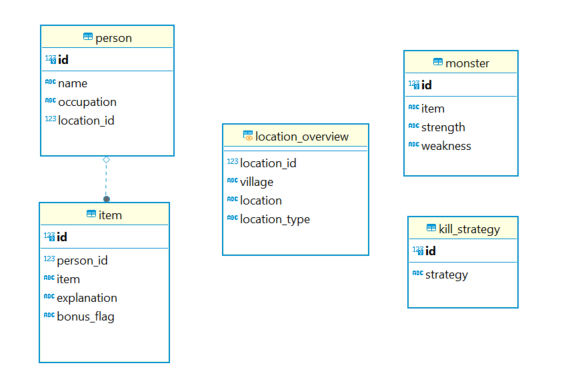 person
123 id
ABC name
ABC occupation
123 location_id
item
123 id
123 person_id
ABC item
ABC explanation
ABC bonus_flag
location_overview
123 location_id
ABC village
ABC location
ABC location_type
monster
123 id
ABC item
ABC strength
ABC weakness
kill_strategy
123 id
ABC strategy